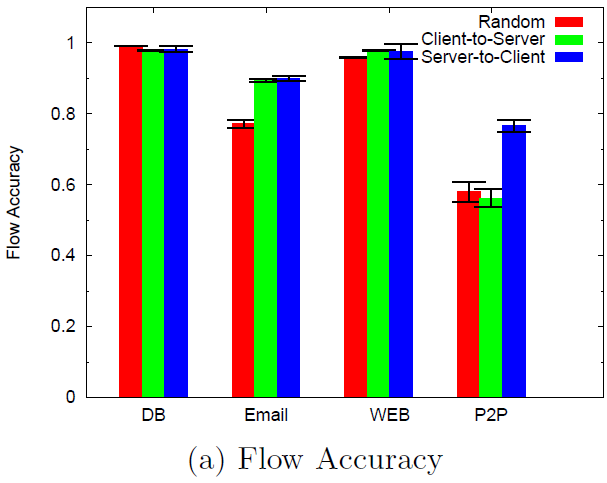 Random
Client-to-Server
Server-to-Client
1
0.8
0.6
0.4
0.2
0
Flow Accuracy
DB Email WEB P2P
(a) Flow Accuracy